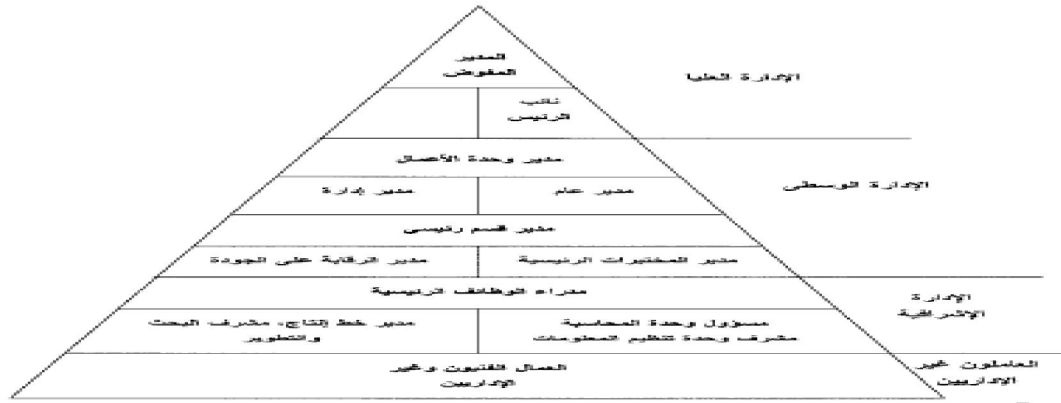 المدير
المفوض
الإدارة العليا
نائب
الرئيس
مدير وحدة الأعمال
مدير عام
مدير إدارة
الإدارة الوسطى
مدير قسم رئيسي
مدير المختبرات الرئيسية
مدير الرقابة على الجودة
مدراء الوظائف الرئيسية
الإدارة
الإشرافية
مسؤول وحدة المحاسبة
مشرف وحدة تنظيم المعلومات
مدير خط إنتاج، مشرف البحث
والتطوير
العمال الفنيون وغير
الإداريين
العاملون غير
الإداريين